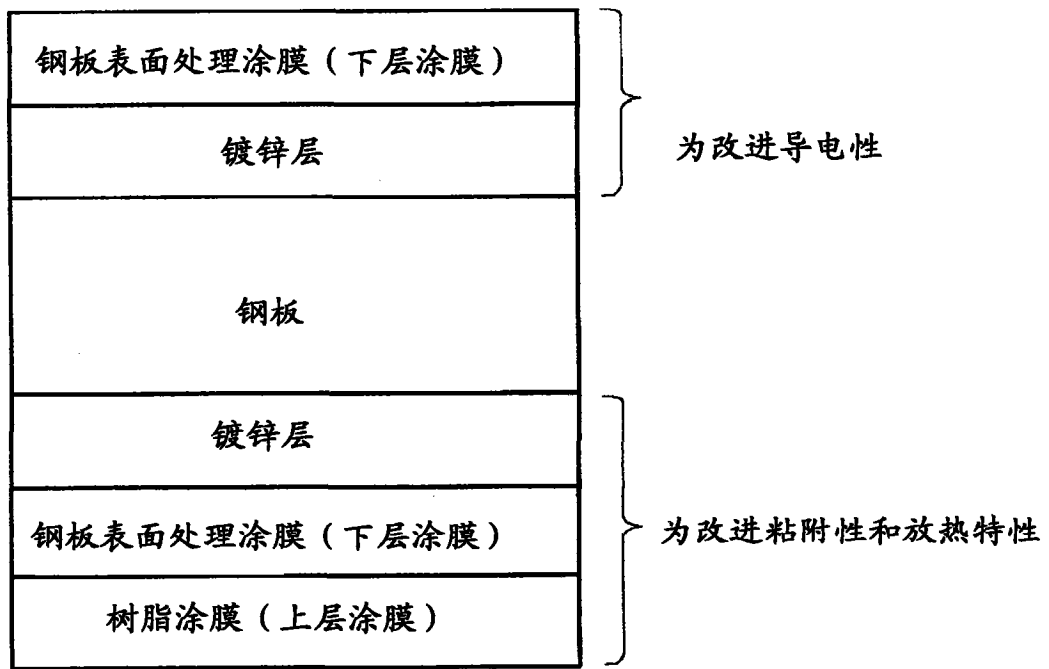 钢板表面处理涂膜（下层涂膜）
镀锌层
为改进导电性
钢板
镀锌层
钢板表面处理涂膜（下层涂膜）
为改进粘附性和放热特性
树脂涂膜（上层涂膜）